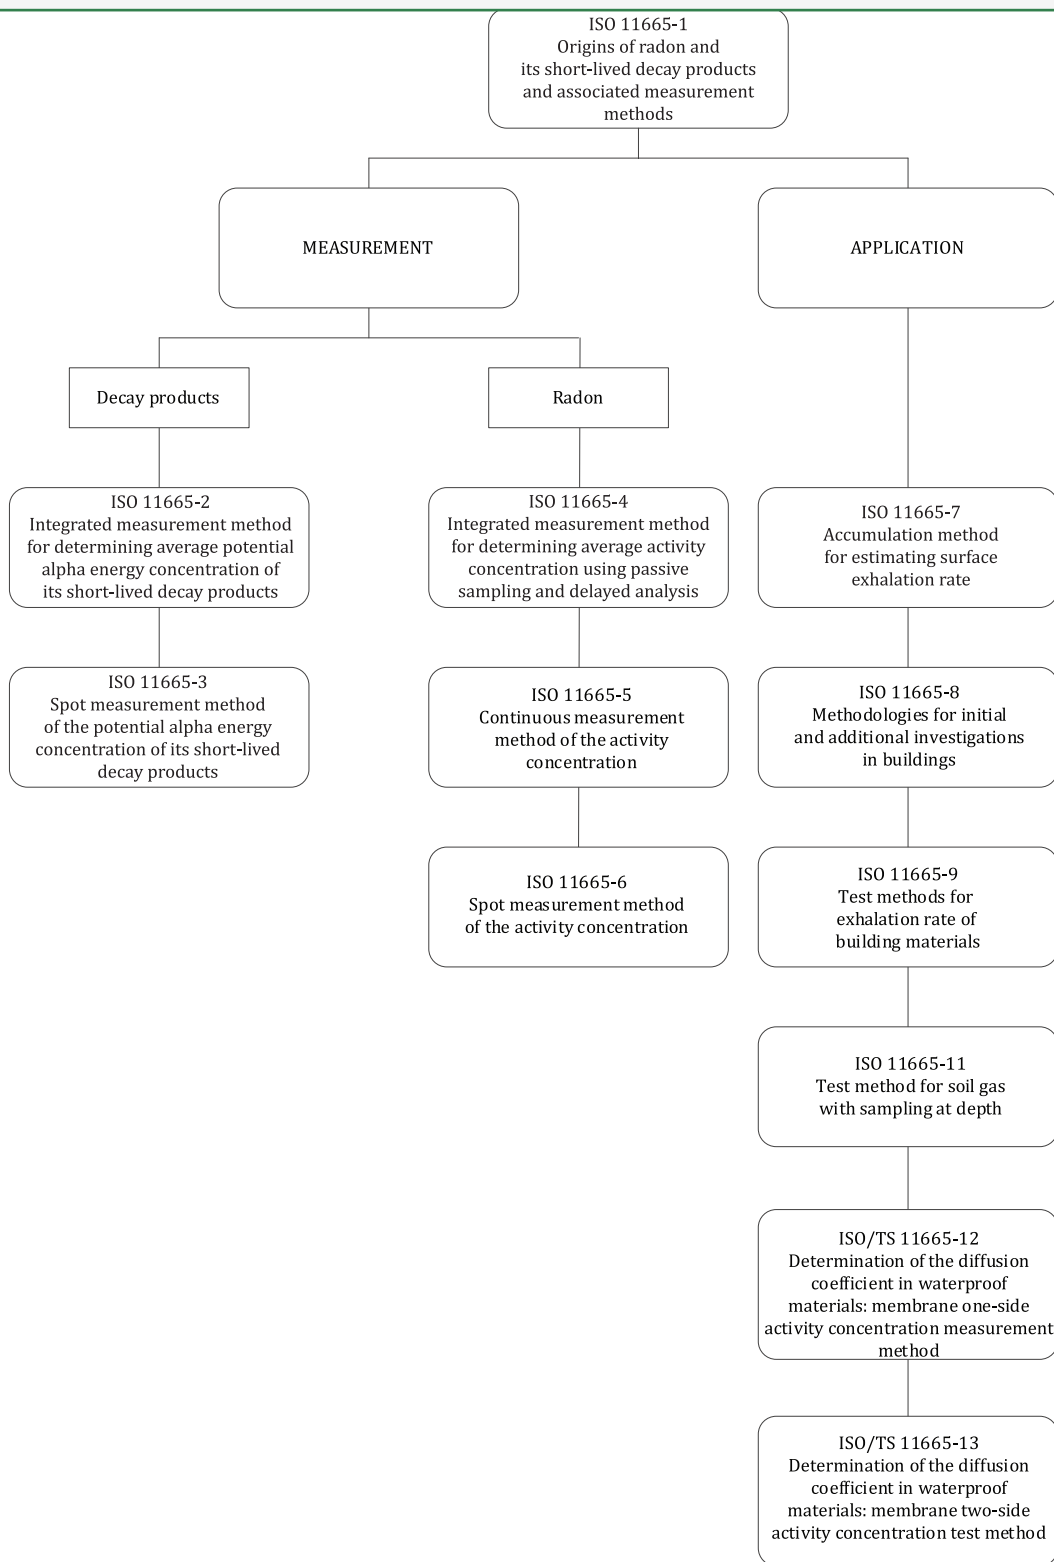 ISO 11665-1
Origins of radon and
its short-lived decay products
and associated measurement
methods
MEASUREMENT
APPLICATION
Decay products
Radon
ISO 11665-2
Integrated measurement method
for determining average potential
alpha energy concentration of
its short-lived decay products
ISO 11665-4
Integrated measurement method
for determining average activity
concentration using passive
sampling and delayed analysis
ISO 11665-7
Accumulation method
for estimating surface
exhalation rate
ISO 11665-3
Spot measurement method
of the potential alpha energy
concentration of its short-lived
decay products
ISO 11665-5
Continuous measurement
method of the activity
concentration
ISO 11665-8
Methodologies for initial
and additional investigations
in buildings
ISO 11665-6
Spot measurement method
of the activity concentration
ISO 11665-9
Test methods for
exhalation rate of
building materials
ISO 11665-11
Test method for soil gas
with sampling at depth
ISO/TS 11665-12
Determination of the diffusion
coefficient in waterproof
materials: membrane one-side
activity concentration measurement
method
ISO/TS 11665-13
Determination of the diffusion
coefficient in waterproof
materials: membrane two-side
activity concentration test method